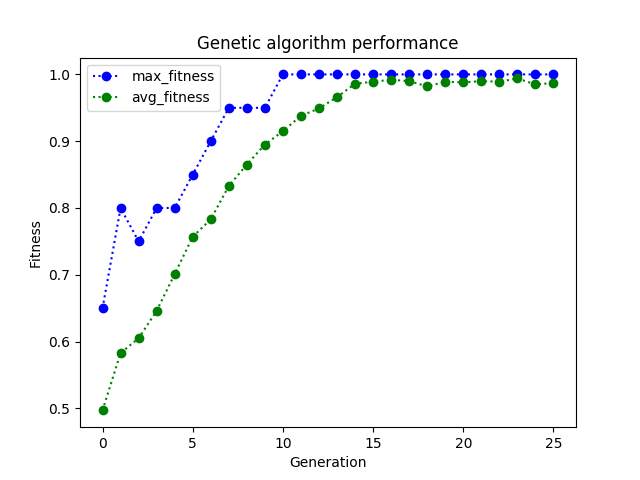 Genetic algorithm performance
max_fitness
avg_fitness
1.0
0.9
0.8
0.7
0.6
0.5
Fitness
0 5 10 15 20 25
Generation